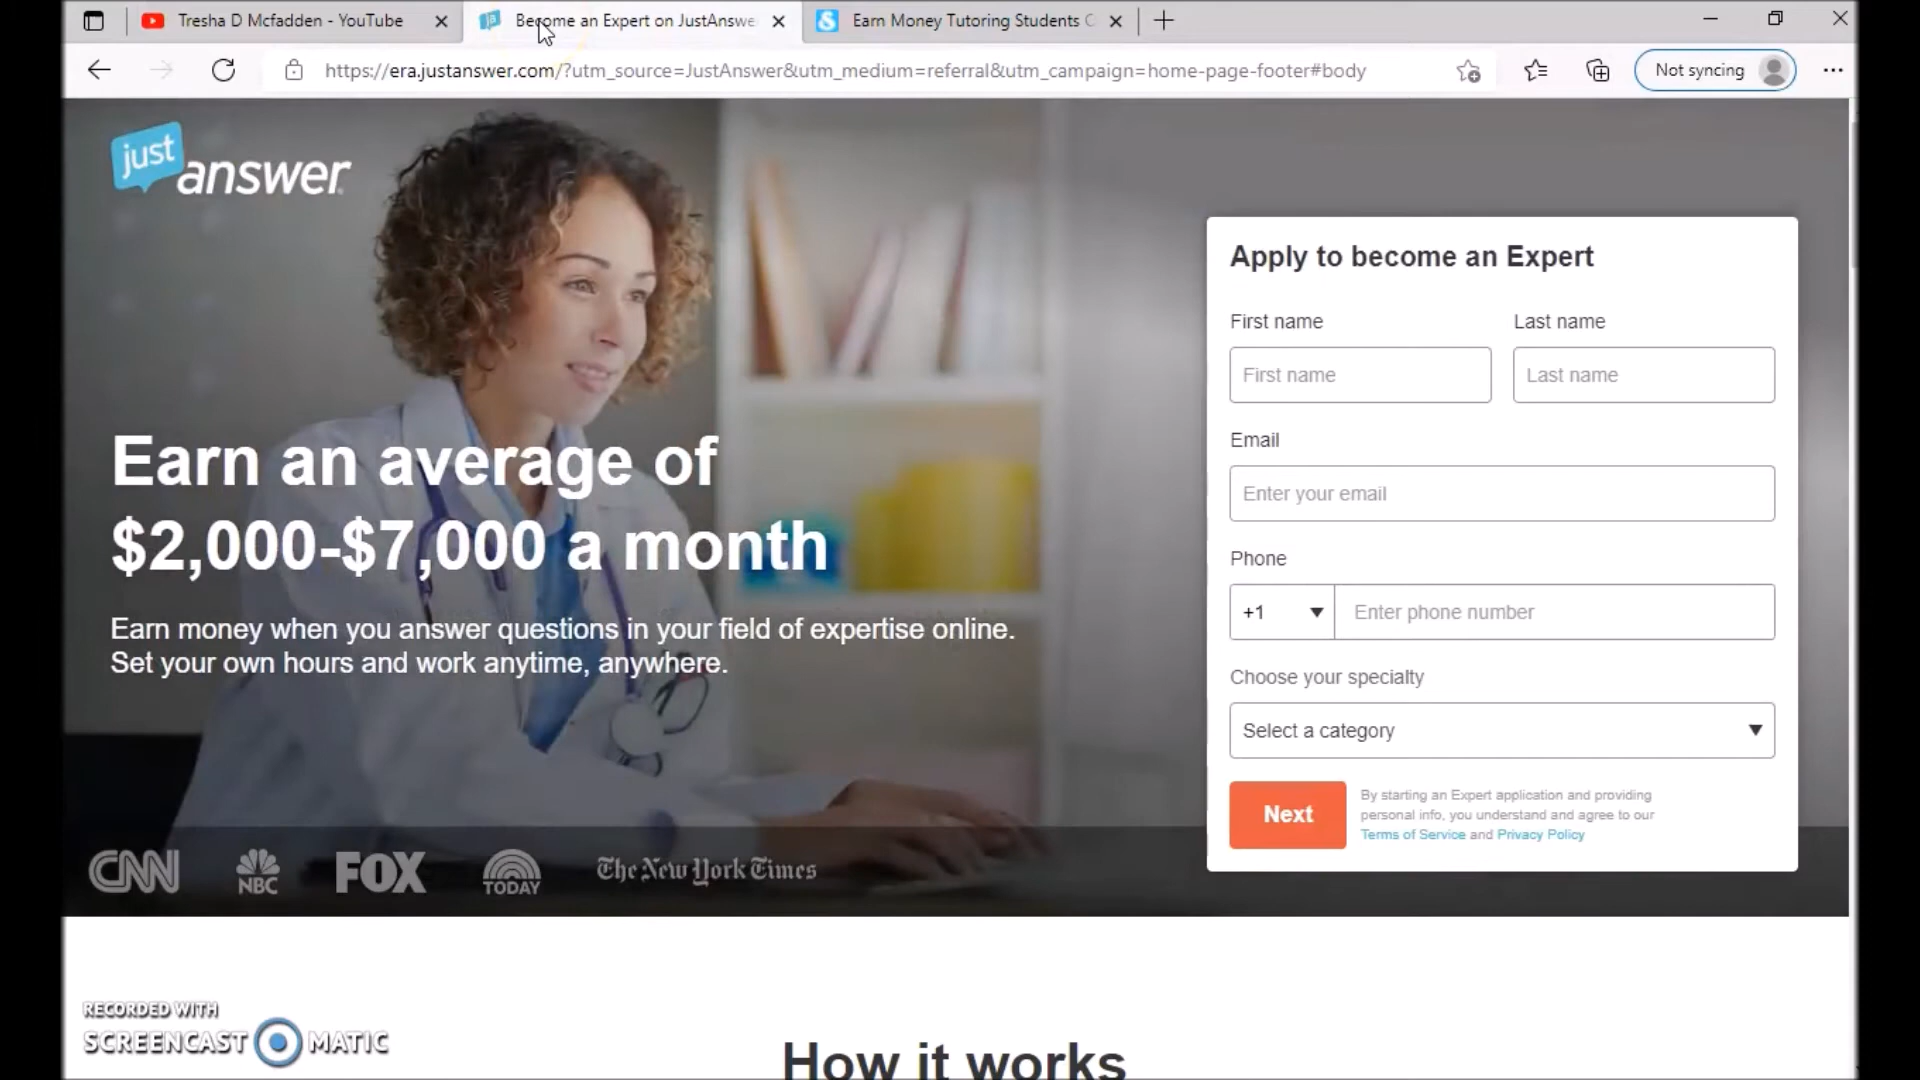 Tresha D Mcfadden - YouTube
Become an Expert on JustAnswe
Earn Money Tutoring Students C
https://era.justanswer.com/?utm_source=JustAnswer&utm_medium=referral&utm_campaign=home-page-footer#body
Not syncing
just
answer
Earn an average of
$2,000-$7,000 a month
Earn money when you answer questions in your field of expertise online.
Set your own hours and work anytime, anywhere.
CNN
NBC
FOX
TODAY
The New York Times
Apply to become an Expert
First name
Last name
First name
Last name
Email
Enter your email
Phone
+1
Enter phone number
Choose your specialty
Select a category
Next
By starting an Expert application and providing
personal info, you understand and agree to our
Terms of Service and Privacy Policy
How it works
RECORDED WITH
SCREENCAST MATIC